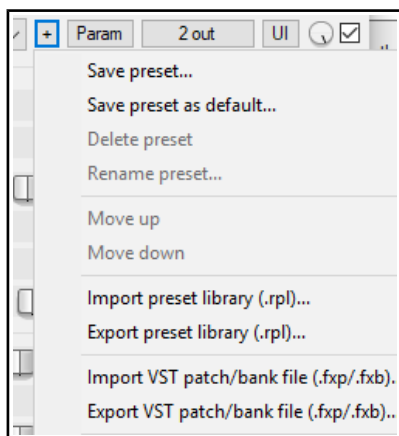 + Param 2 out UI
Save preset...
Save preset as default...
Delete preset
Rename preset...
Move up
Move down
Import preset library (.rpl)...
Export preset library (.rpl)...
Import VST patch/bank file (.fxp/.fxb)..
Export VST patch/bank file (.fxp/.fxb)..